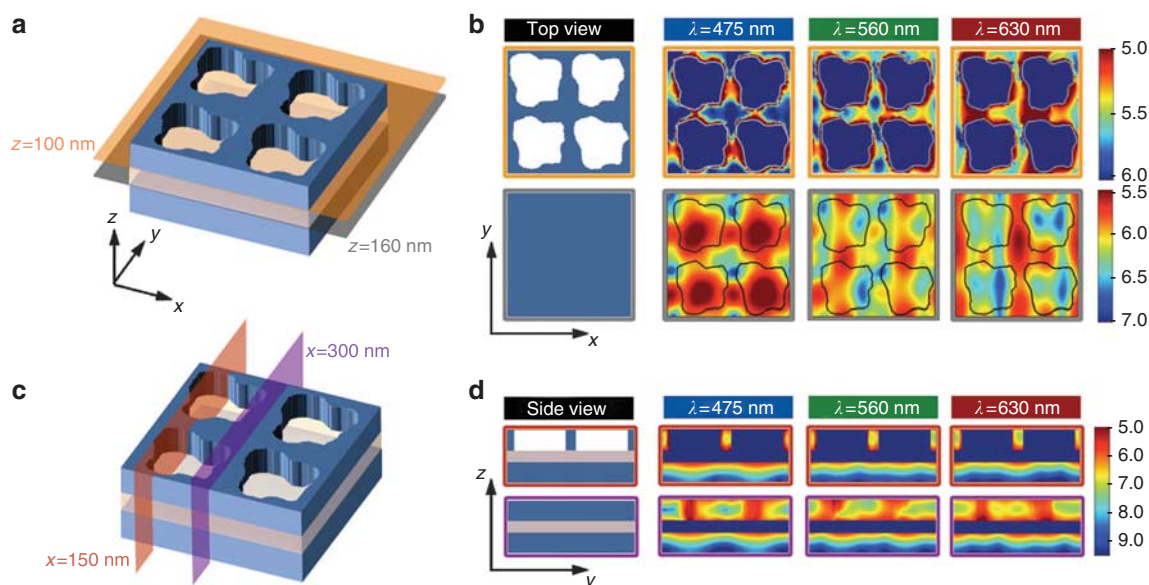 a
z=100 nm
z=160 nm
z
y
x
b
Top view
λ=475 nm
λ=560 nm
λ=630 nm
5.0
5.5
6.0
5.5
6.0
6.5
7.0
y
x
c
x=300 nm
x=150 nm
d
Side view
λ=475 nm
λ=560 nm
λ=630 nm
5.0
6.0
7.0
8.0
9.0
z
y